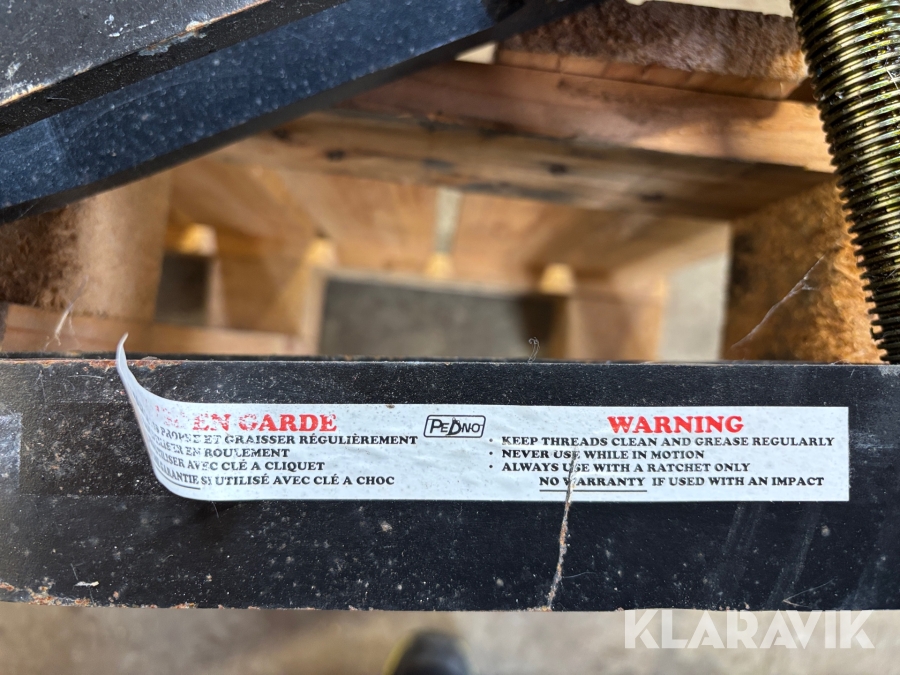 EN GARDE
ET GRAISSER RÉGULIÈREMENT
EN ROULEMENT
AVEC CLÉ A CLIQUET
GARANTIE SI UTILISÉ AVEC CLÉ A CHOC
PEDNO
WARNING
• KEEP THREADS CLEAN AND GREASE REGULARLY
• NEVER USE WHILE IN MOTION
• ALWAYS USE WITH A RATCHET ONLY
NO WARRANTY IF USED WITH AN IMPACT
KLARAVIK